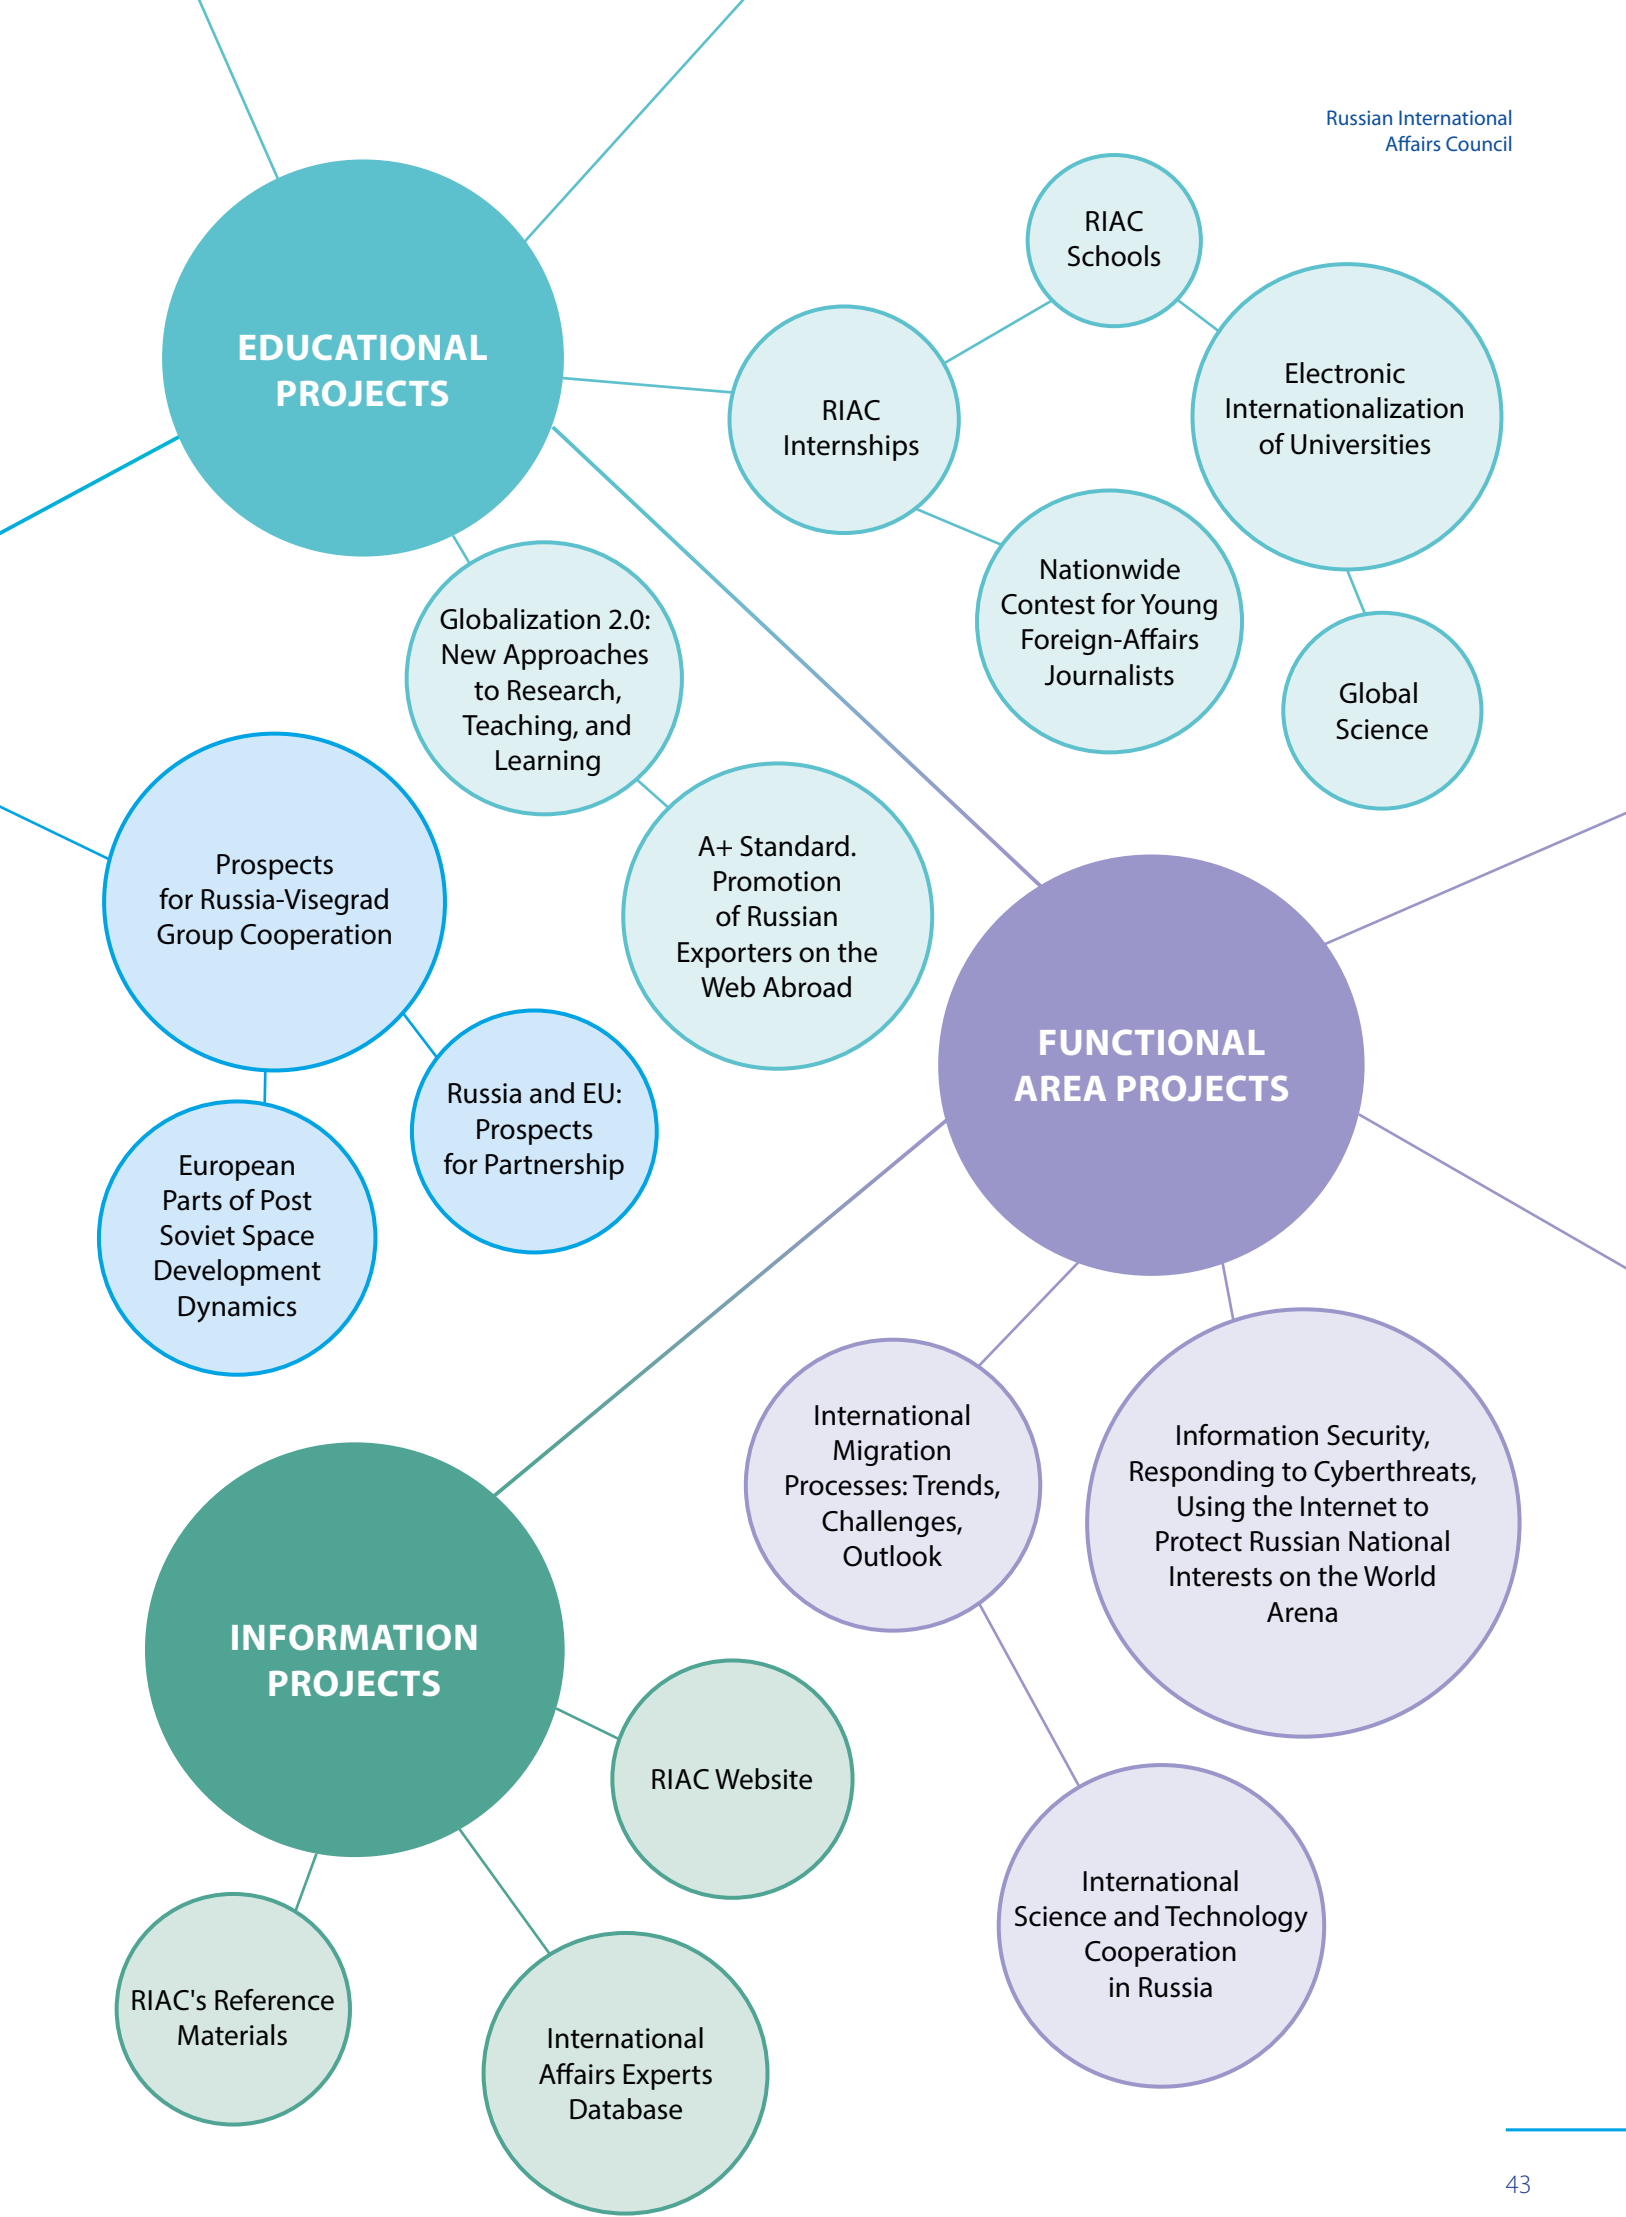 Russian International
Affairs Council
RIAC
Schools
EDUCATIONAL
PROJECTS
Electronic
Internationalization
of Universities
RIAC
Internships
Nationwide
Contest for Young
Foreign-Affairs
Journalists
Globalization 2.0:
New Approaches
to Research,
Teaching, and
Learning
Global
Science
Prospects
for Russia-Visegrad
Group Cooperation
A+ Standard.
Promotion
of Russian
Exporters on the
Web Abroad
FUNCTIONAL
AREA PROJECTS
Russia and EU:
Prospects
for Partnership
European
Parts of Post
Soviet Space
Development
Dynamics
International
Migration
Processes: Trends,
Challenges,
Outlook
Information Security,
Responding to Cyberthreats,
Using the Internet to
Protect Russian National
Interests on the World
Arena
INFORMATION
PROJECTS
RIAC Website
International
Science and Technology
Cooperation
in Russia
RIAC's Reference
Materials
International
Affairs Experts
Database
43